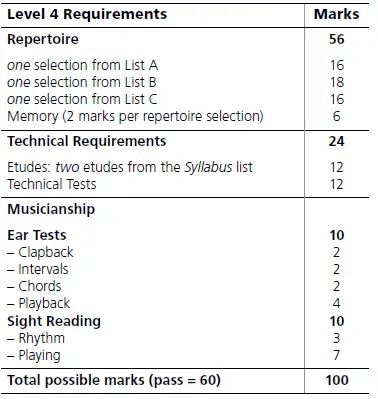 Level 4 Requirements Marks
Repertoire 56
one selection from List A 16
one selection from List B 18
one selection from List C 16
Memory (2 marks per repertoire selection) 6
Technical Requirements 24
Etudes: two etudes from the Syllabus list 12
Technical Tests 12
Musicianship
Ear Tests 10
– Clapback 2
– Intervals 2
– Chords 2
– Playback 4
Sight Reading 10
– Rhythm 3
– Playing 7
Total possible marks (pass = 60) 100